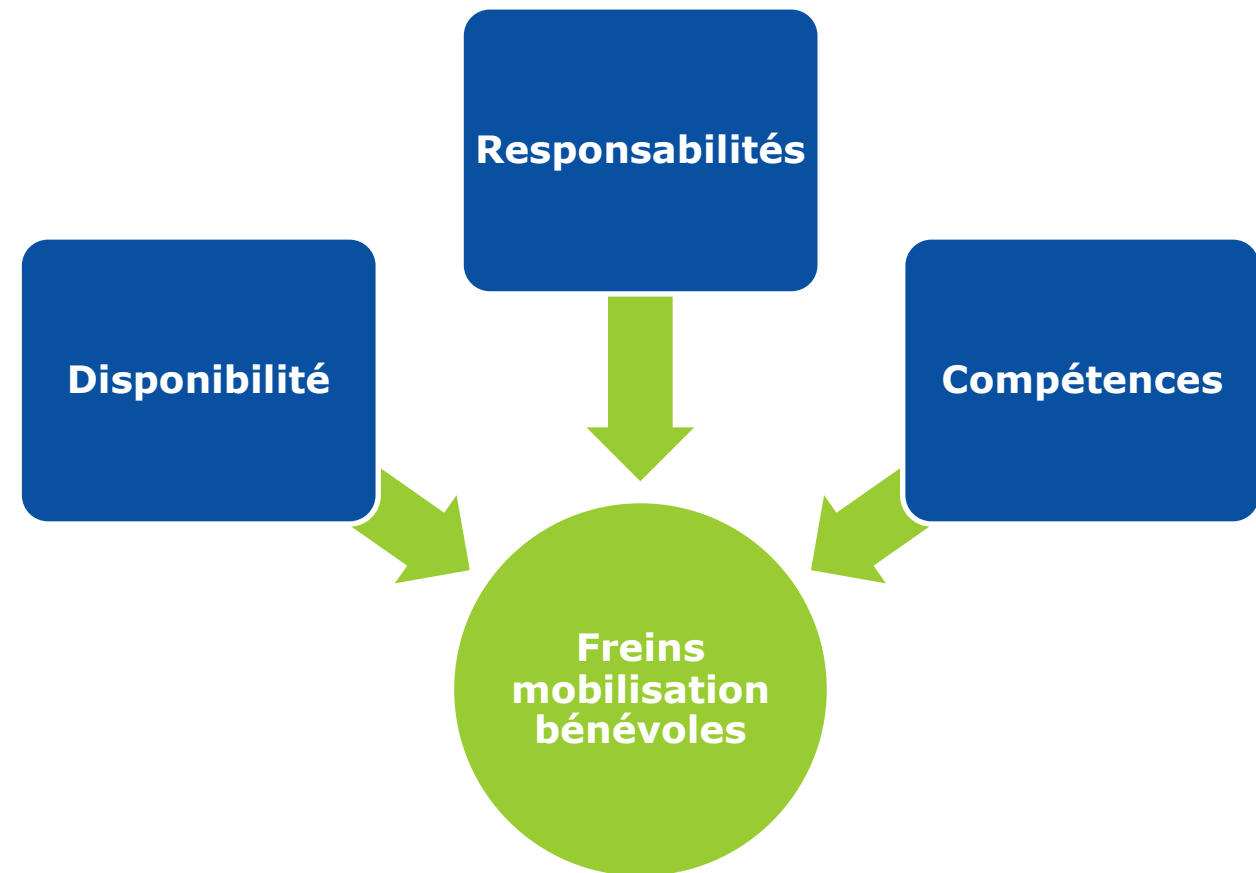 Responsabilités
Disponibilité
Compétences
Freins
mobilisation
bénévoles